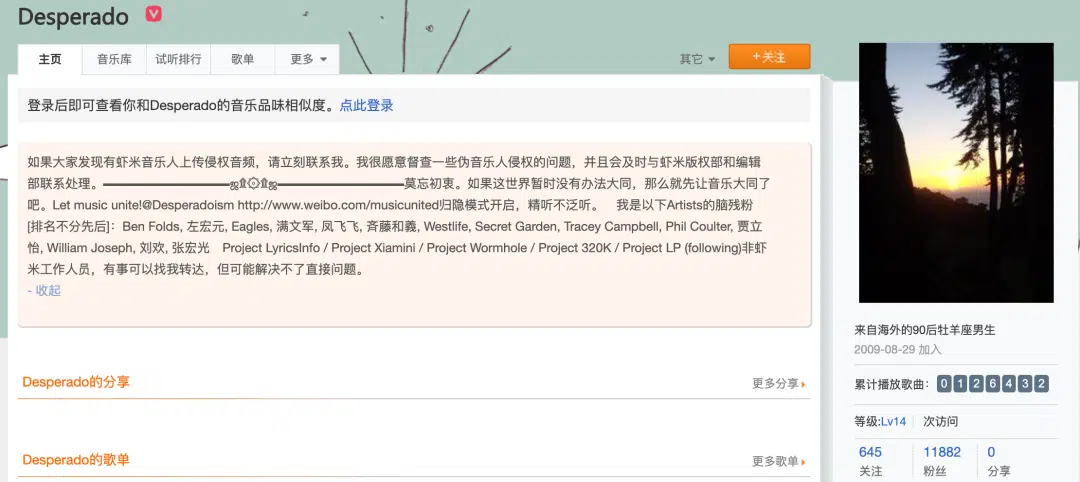 Desperado
主页 音乐库 试听排行 歌单 更多 其它 +关注
登录后即可查看你和Desperado的音乐品味相似度。点此登录
如果大家发现有虾米音乐人上传侵权音频，请立刻联系我。我很愿意督查一些伪音乐人侵权的问题，并且会及时与虾米版权部和编辑
部联系处理。▬▬▬▬▬▬▬▬▬▬ஜ۩۞۩ஜ▬▬▬▬▬▬▬▬▬▬莫忘初衷。如果这世界暂时没有办法大同，那么就先让音乐大同了
吧。Let music unite!@Desperadoism http://www.weibo.com/musicunited归隐模式开启，精听不泛听。 我是以下Artists的脑残粉
[排名不分先后]：Ben Folds, 左宏元, Eagles, 满文军, 凤飞飞, 斉藤和義, Westlife, Secret Garden, Tracey Campbell, Phil Coulter, 贾立
怡, William Joseph, 刘欢, 张宏光 Project LyricsInfo / Project Xiamini / Project Wormhole / Project 320K / Project LP (following)非虾
米工作人员，有事可以找我转达，但可能解决不了直接问题。
- 收起
Desperado的分享 更多分享
Desperado的歌单 更多歌单
来自海外的90后牡羊座男生
2009-08-29 加入
累计播放歌曲： 0 1 2 6 4 3 2
等级:Lv14 次访问
645 11882 0
关注 粉丝 分享